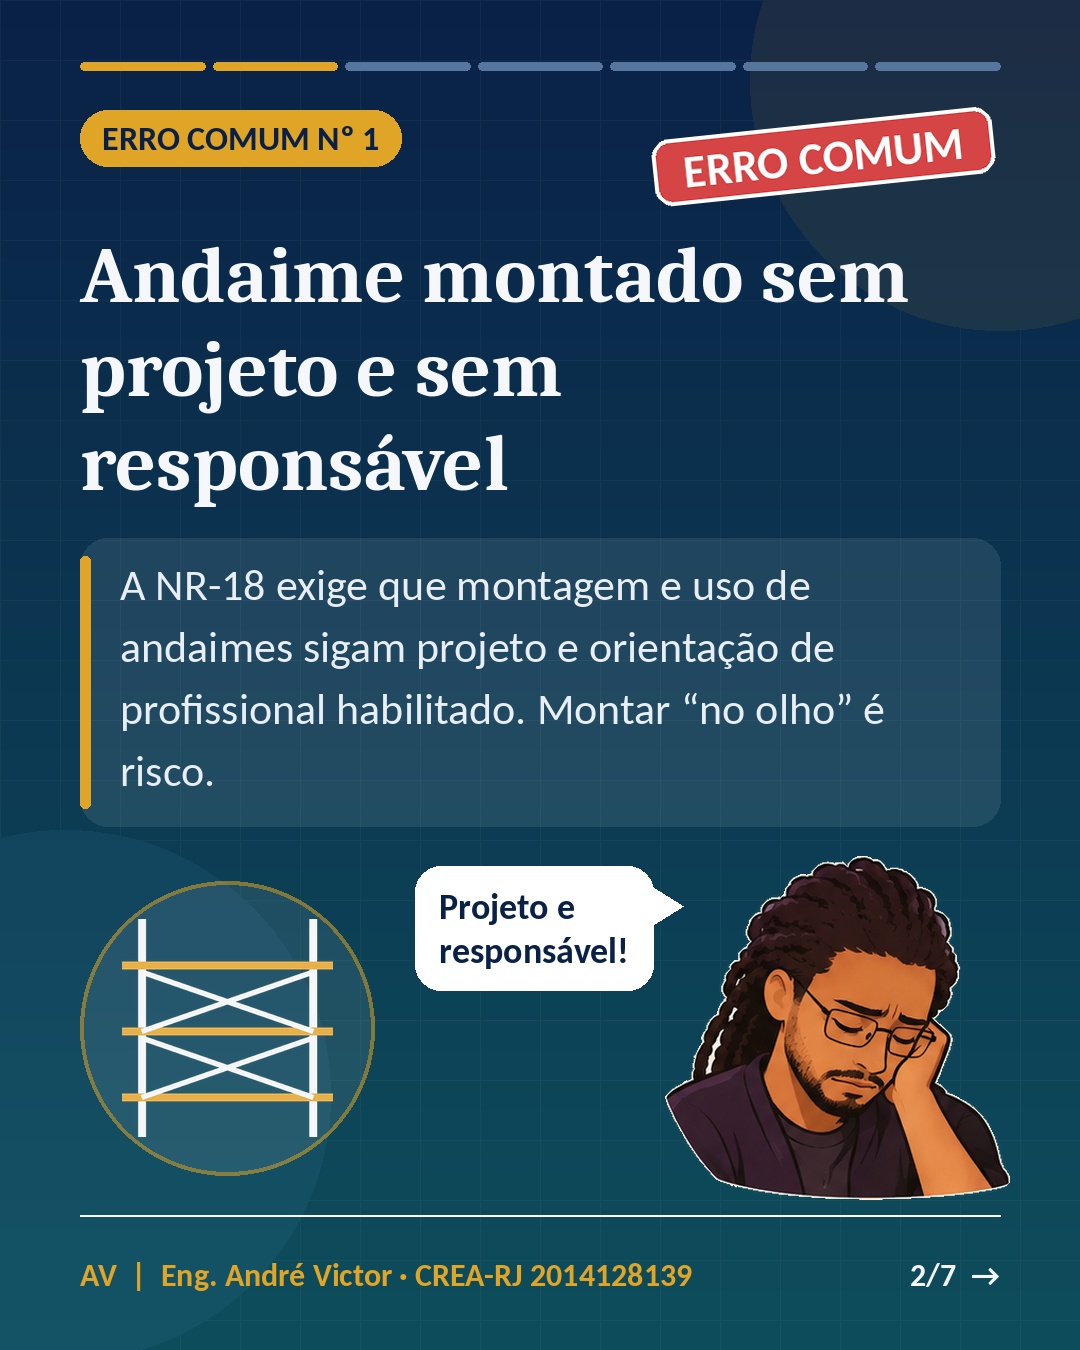 ERRO COMUM Nº 1
ERRO COMUM
Andaime montado sem
projeto e sem
responsável
A NR-18 exige que montagem e uso de
andaimes sigam projeto e orientação de
profissional habilitado. Montar “no olho” é
risco.
Projeto e
responsável!
AV | Eng. André Victor · CREA-RJ 2014128139
2/7 →